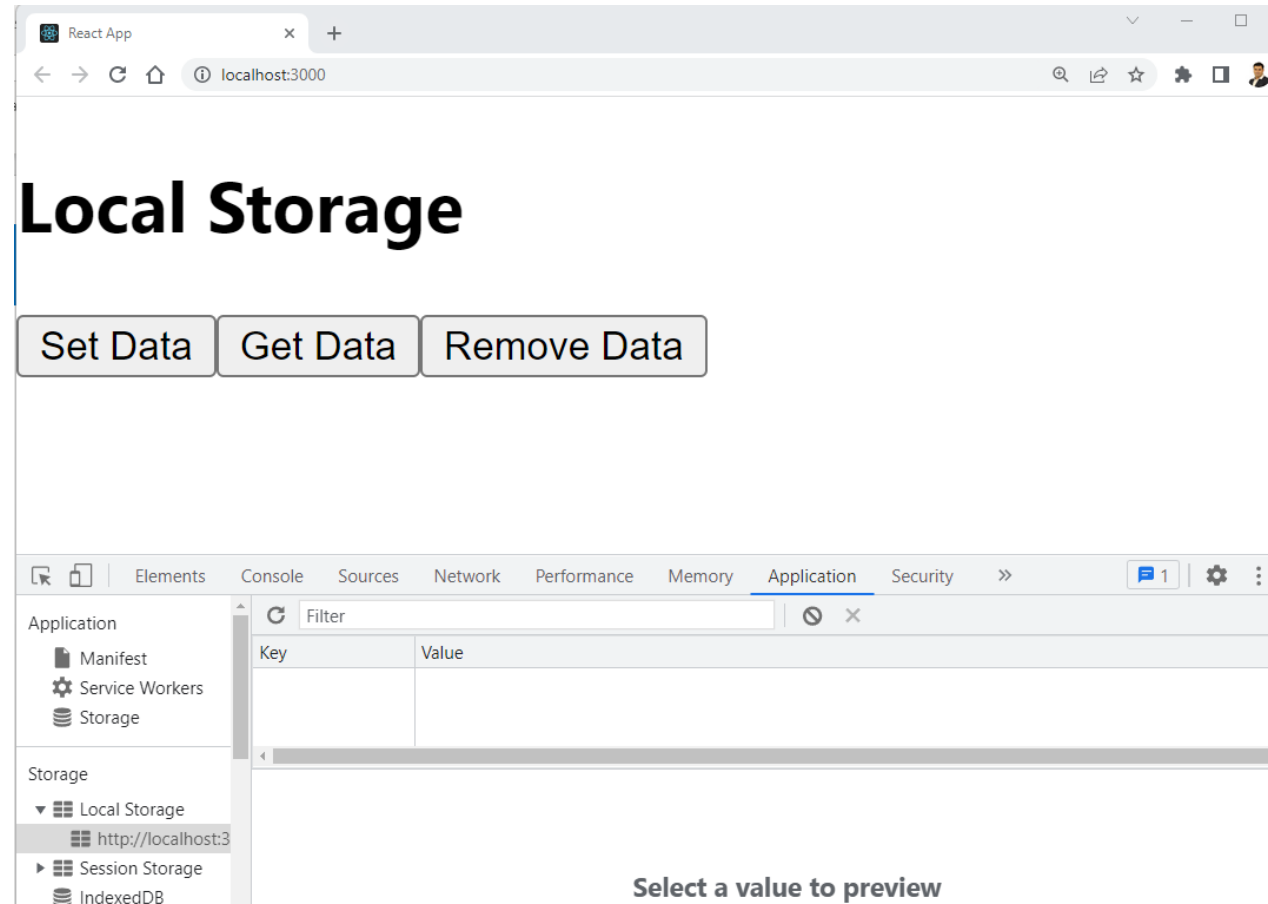 React App
localhost:3000
Local Storage
Set Data Get Data Remove Data
Elements Console Sources Network Performance Memory Application Security 1
Application
Manifest
Service Workers
Storage
Filter
Key Value
Storage
Local Storage
http://localhost:3
Session Storage
IndexedDB
Select a value to preview